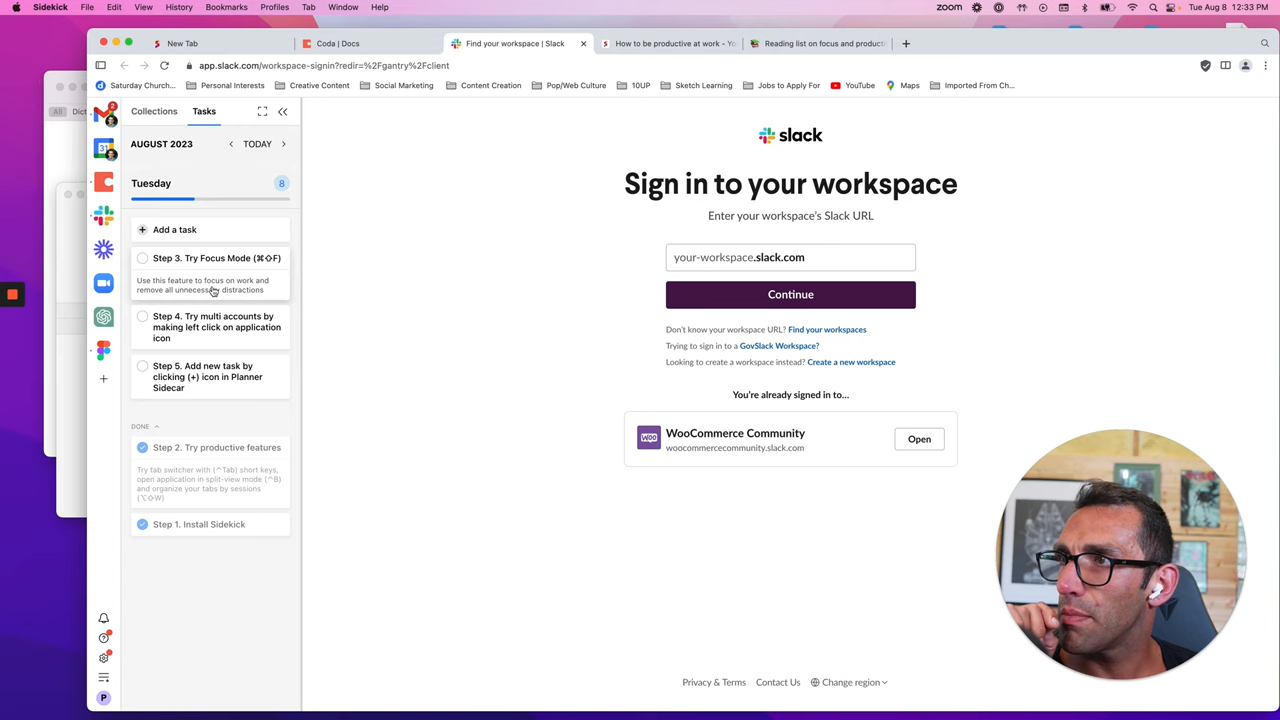 Sidekick File Edit View History Bookmarks Profiles Tab Window Help
zoom Tue Aug 8 12:33 PM
New Tab
Coda | Docs
Find your workspace | Slack
How to be productive at work - Yo
Reading list on focus and product
app.slack.com/workspace-signin?redir=%2Fgantry%2Fclient
Saturday Church...
Personal Interests
Creative Content
Social Marketing
Content Creation
Pop/Web Culture
10UP
Sketch Learning
Jobs to Apply For
YouTube
Maps
Imported From Ch...
All
Dict
2
31
Collections Tasks
AUGUST 2023
TODAY
Tuesday
8
Add a task
Step 3. Try Focus Mode (⌘⇧F)
Use this feature to focus on work and
remove all unnecessary distractions
Step 4. Try multi accounts by
making left click on application
icon
Step 5. Add new task by
clicking (+) icon in Planner
Sidecar
DONE
Step 2. Try productive features
Try tab switcher with (^Tab) short keys,
open application in split-view mode (^B)
and organize your tabs by sessions
(⌥⇧W)
Step 1. Install Sidekick
P
slack
Sign in to your workspace
Enter your workspace's Slack URL
your-workspace.slack.com
Continue
Don't know your workspace URL? Find your workspaces
Trying to sign in to a GovSlack Workspace?
Looking to create a workspace instead? Create a new workspace
You're already signed in to...
WOO
WooCommerce Community
woocommercecommunity.slack.com
Open
Privacy & Terms Contact Us Change region